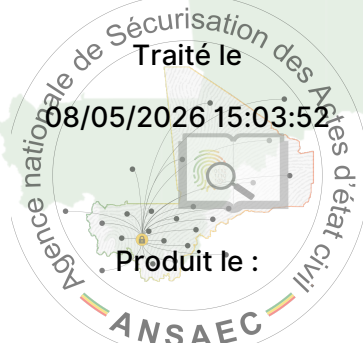 Agence nationale de Sécurisation des Actes d'état civil
Traité le
08/05/2026 15:03:52
Produit le :
ANSAEC